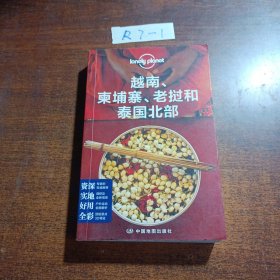 R7-1
lonely planet
越南、
柬埔寨、老挝和
泰国北部
资深
实地
好用
全彩
中国地图出版社